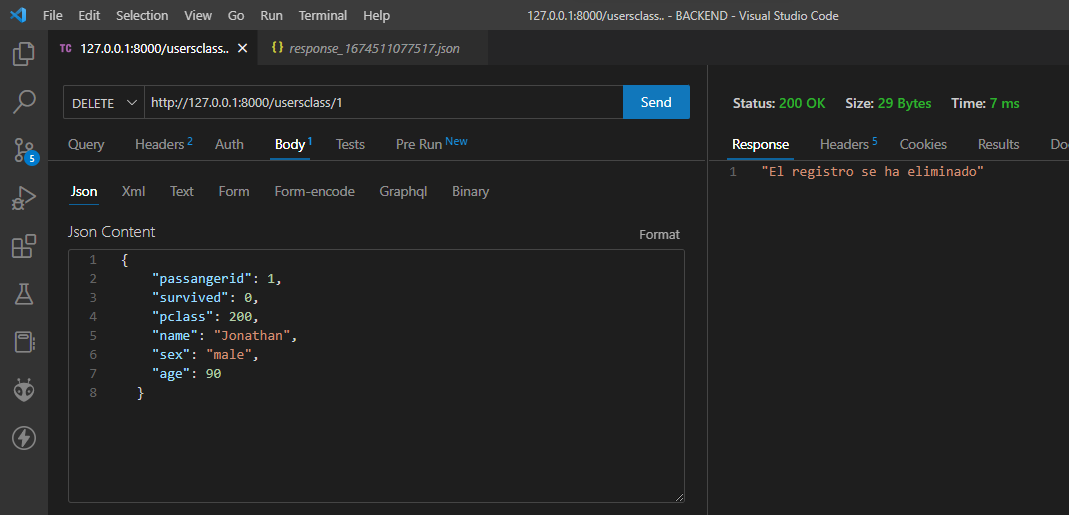 File Edit Selection View Go Run Terminal Help 127.0.0.1:8000/usersclass.. - BACKEND - Visual Studio Code
TC 127.0.0.1:8000/usersclass.. × {} response_1674511077517.json
DELETE http://127.0.0.1:8000/usersclass/1 Send
Status: 200 OK Size: 29 Bytes Time: 7 ms
Query Headers 2 Auth Body 1 Tests Pre Run New
Response Headers 5 Cookies Results Do
5
1 "El registro se ha eliminado"
Json Xml Text Form Form-encode Graphql Binary
Json Content Format
1 {
2 "passangerid": 1,
3 "survived": 0,
4 "pclass": 200,
5 "name": "Jonathan",
6 "sex": "male",
7 "age": 90
8 }